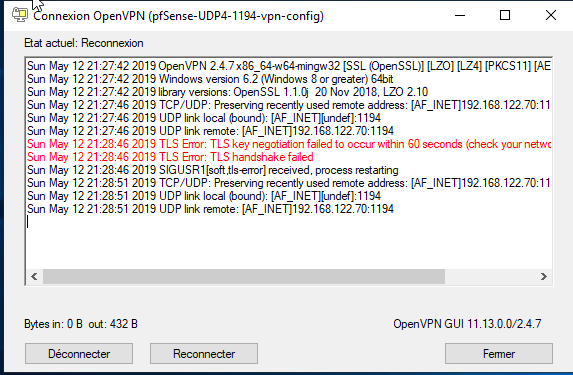 Connexion OpenVPN (pfSense-UDP4-1194-vpn-config)
Etat actuel: Reconnexion
Sun May 12 21:27:42 2019 OpenVPN 2.4.7 x86_64-w64-mingw32 [SSL (OpenSSL)] [LZO] [LZ4] [PKCS11] [AE
Sun May 12 21:27:42 2019 Windows version 6.2 (Windows 8 or greater) 64bit
Sun May 12 21:27:42 2019 library versions: OpenSSL 1.1.0j  20 Nov 2018, LZO 2.10
Sun May 12 21:27:46 2019 TCP/UDP: Preserving recently used remote address: [AF_INET]192.168.122.70:11
Sun May 12 21:27:46 2019 UDP link local (bound): [AF_INET][undef]:1194
Sun May 12 21:27:46 2019 UDP link remote: [AF_INET]192.168.122.70:1194
Sun May 12 21:28:46 2019 TLS Error: TLS key negotiation failed to occur within 60 seconds (check your netwo
Sun May 12 21:28:46 2019 TLS Error: TLS handshake failed
Sun May 12 21:28:46 2019 SIGUSR1[soft,tls-error] received, process restarting
Sun May 12 21:28:51 2019 TCP/UDP: Preserving recently used remote address: [AF_INET]192.168.122.70:11
Sun May 12 21:28:51 2019 UDP link local (bound): [AF_INET][undef]:1194
Sun May 12 21:28:51 2019 UDP link remote: [AF_INET]192.168.122.70:1194
Bytes in: 0 B  out: 432 B
OpenVPN GUI 11.13.0.0/2.4.7
Déconnecter
Reconnecter
Fermer